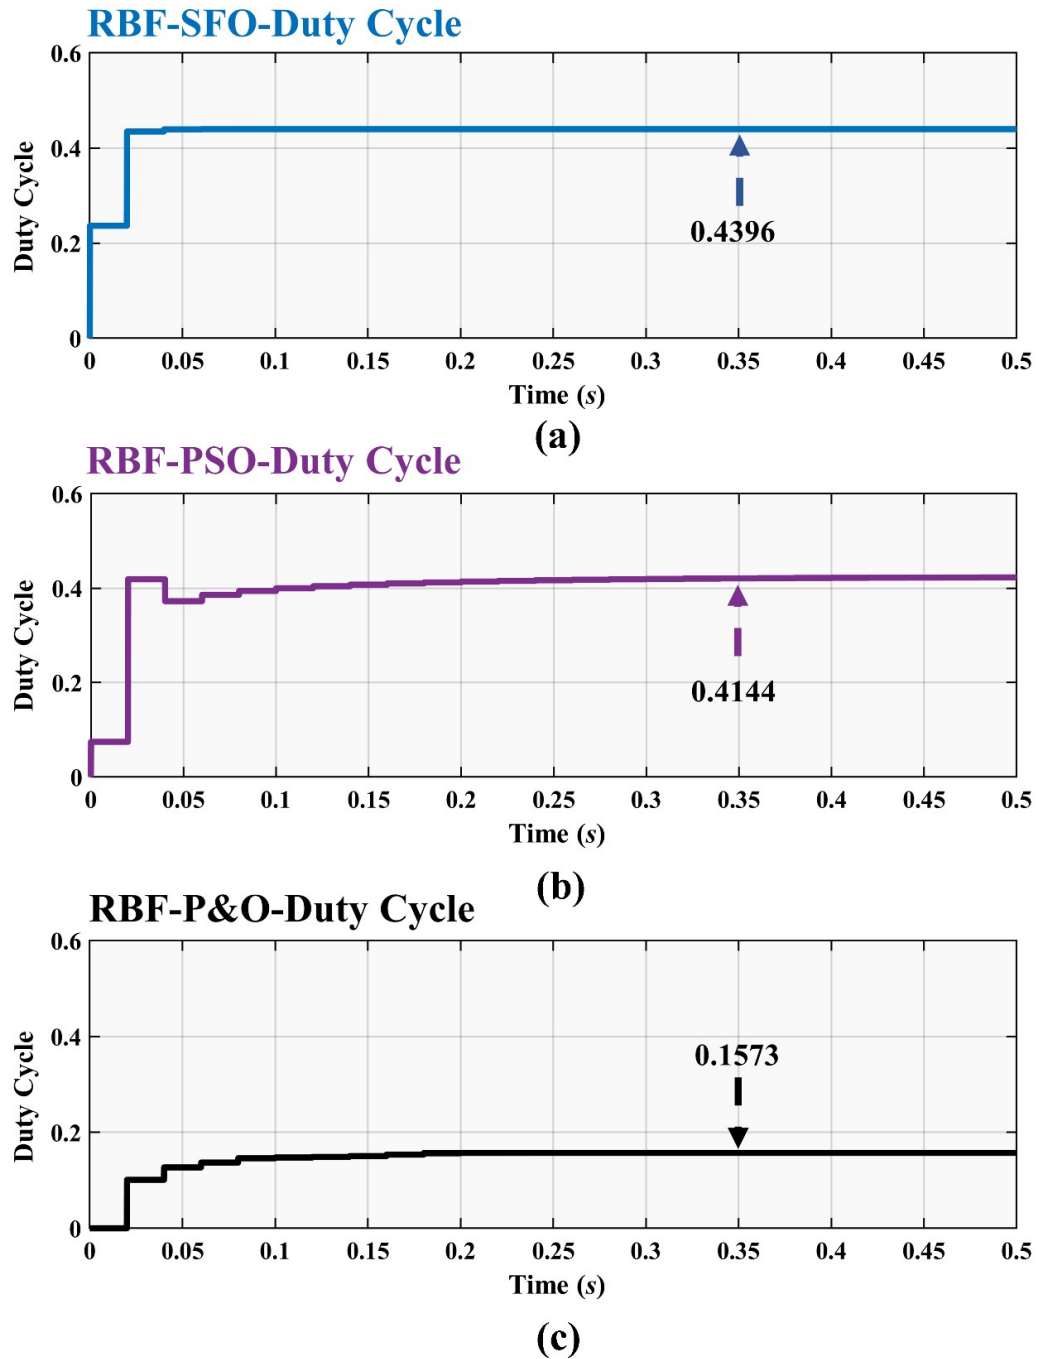 RBF-SFO-Duty Cycle
0.6
0.4
0.2
0
Duty Cycle
0.4396
0 0.05 0.1 0.15 0.2 0.25 0.3 0.35 0.4 0.45 0.5
Time (s)
(a)
RBF-PSO-Duty Cycle
0.6
0.4
0.2
0
Duty Cycle
0.4144
0 0.05 0.1 0.15 0.2 0.25 0.3 0.35 0.4 0.45 0.5
Time (s)
(b)
RBF-P&O-Duty Cycle
0.6
0.4
0.2
0
Duty Cycle
0.1573
0 0.05 0.1 0.15 0.2 0.25 0.3 0.35 0.4 0.45 0.5
Time (s)
(c)